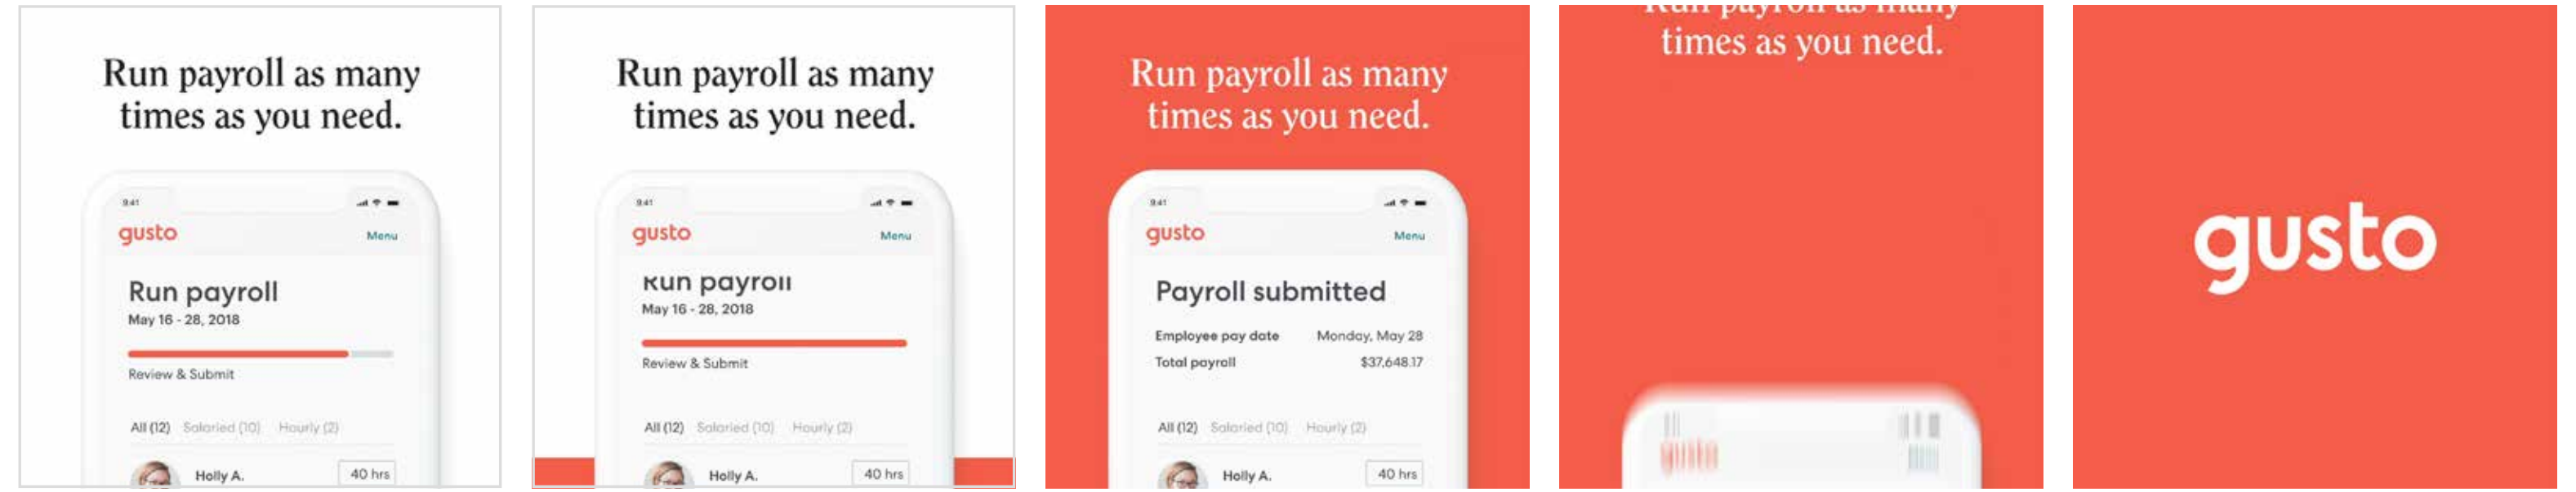 Run payroll as many
times as you need.
9:41
gusto
Menu
Run payroll
May 16 - 28, 2018
Review & Submit
All (12) Salaried (10) Hourly (2)
Holly A. 40 hrs
Run payroll as many
times as you need.
9:41
gusto
Menu
Run payroll
May 16 - 28, 2018
Review & Submit
All (12) Salaried (10) Hourly (2)
Holly A. 40 hrs
Run payroll as many
times as you need.
9:41
gusto
Menu
Payroll submitted
Employee pay date Monday, May 28
Total payroll $37,648.17
All (12) Salaried (10) Hourly (2)
Holly A. 40 hrs
Run payroll as many
times as you need.
gusto
gusto